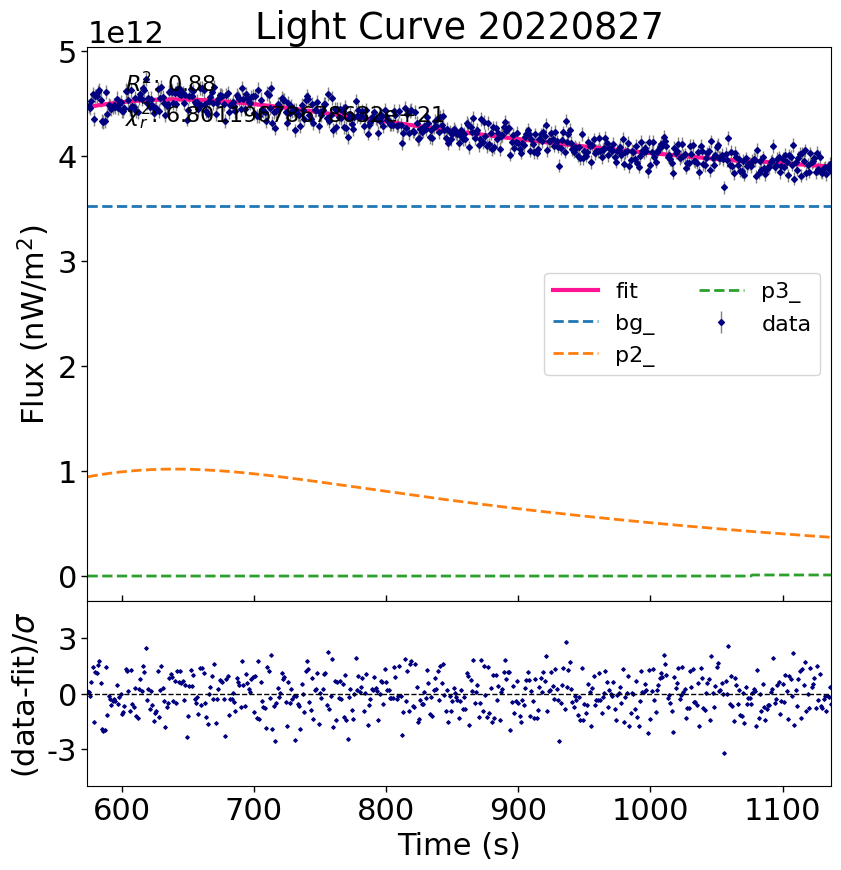 Light Curve 20220827
1e12
R²: 0.88
5
4
3
2
1
0
Flux (nW/m²)
fit
bg_
p2_
p3_
data
3
0
-3
(data-fit)/σ
600 700 800 900 1000 1100
Time (s)